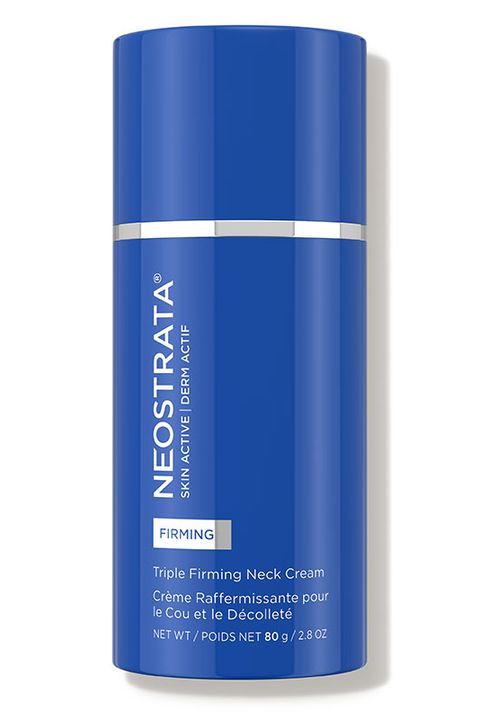 NEOSTRATA®
SKIN ACTIVE | DERM ACTIF
FIRMING
Triple Firming Neck Cream
Crème Raffermissante pour
le Cou et le Décolleté
NET WT / POIDS NET 80 g / 2.8 OZ